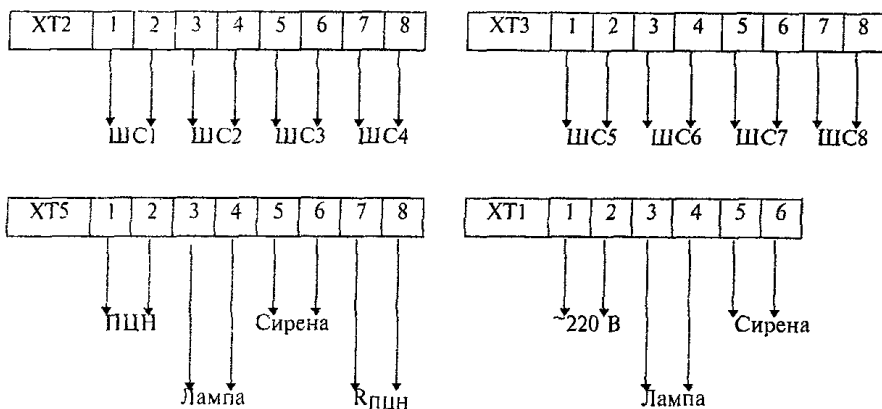 XT2 1 2 3 4 5 6 7 8
ШС1 ШС2 ШС3 ШС4
XT3 1 2 3 4 5 6 7 8
ШС5 ШС6 ШС7 ШС8
XT5 1 2 3 4 5 6 7 8
ПЦН Сирена
Лампа RПЦН
XT1 1 2 3 4 5 6
~220 В Сирена
Лампа